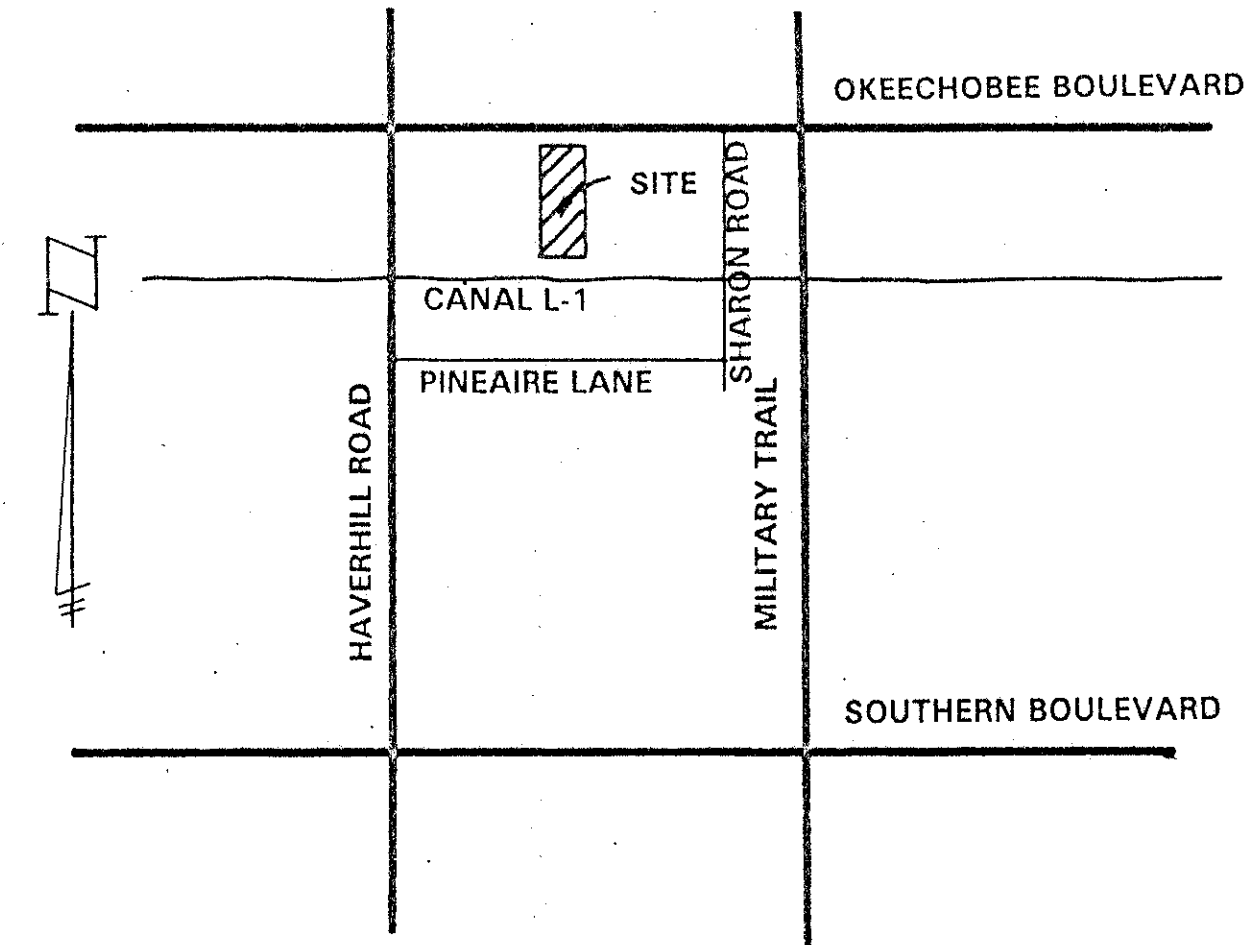 OKEECHOBEE BOULEVARD
SITE
SHARON ROAD
CANAL L-1
PINEAIRE LANE
HAVERHILL ROAD
MILITARY TRAIL
SOUTHERN BOULEVARD
N